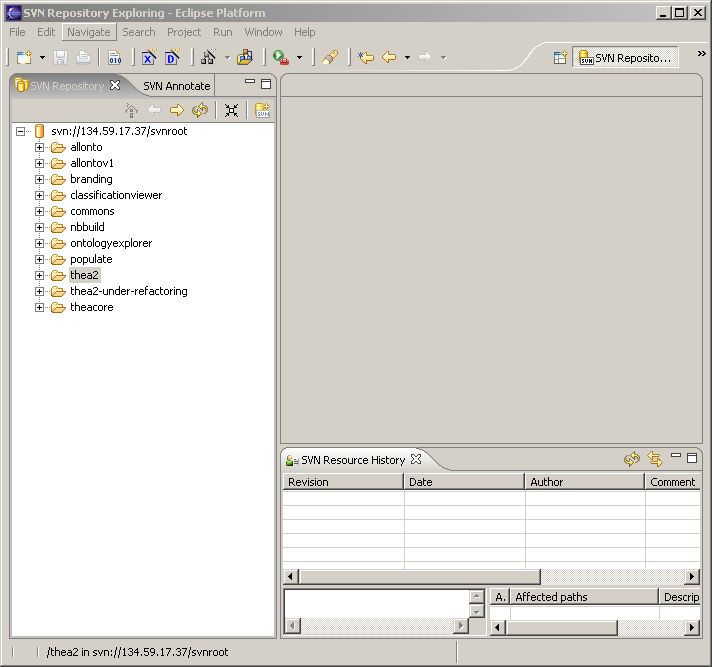 SVN Repository Exploring - Eclipse Platform
File Edit Navigate Search Project Run Window Help
010 SVN Reposito... »
SVN Repository SVN Annotate
svn://134.59.17.37/svnroot
allonto
allontov1
branding
classificationviewer
commons
nbbuild
ontologyexplorer
populate
thea2
thea2-under-refactoring
theacore
SVN Resource History
Revision Date Author Comment
A. Affected paths Descrip
/thea2 in svn://134.59.17.37/svnroot